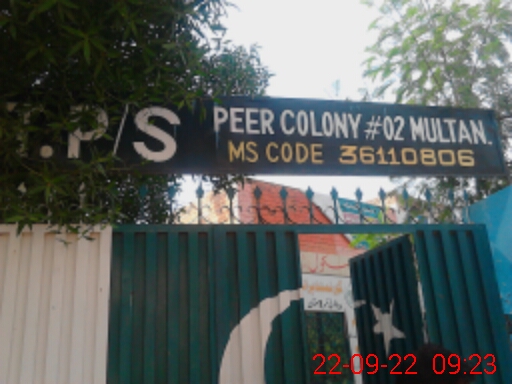 .P/S PEER COLONY #02 MULTAN.
MS CODE 36110806
22-09-22 09:23